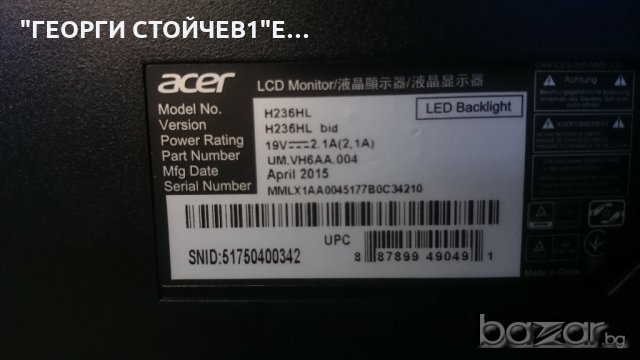 "ГЕОРГИ СТОЙЧЕВ1"Е...
acer LCD Monitor/液晶顯示器/液晶显示器
Model No. H236HL
LED Backlight
Version H236HL bid
Power Rating 19V⎓2.1A(2,1A)
Part Number UM.VH6AA.004
Mfg Date April 2015
Serial Number MMLX1AA0045177B0C34210
SNID:51750400342
UPC
8 87899 49049 1
Achtung
Made in China
bazar.bg